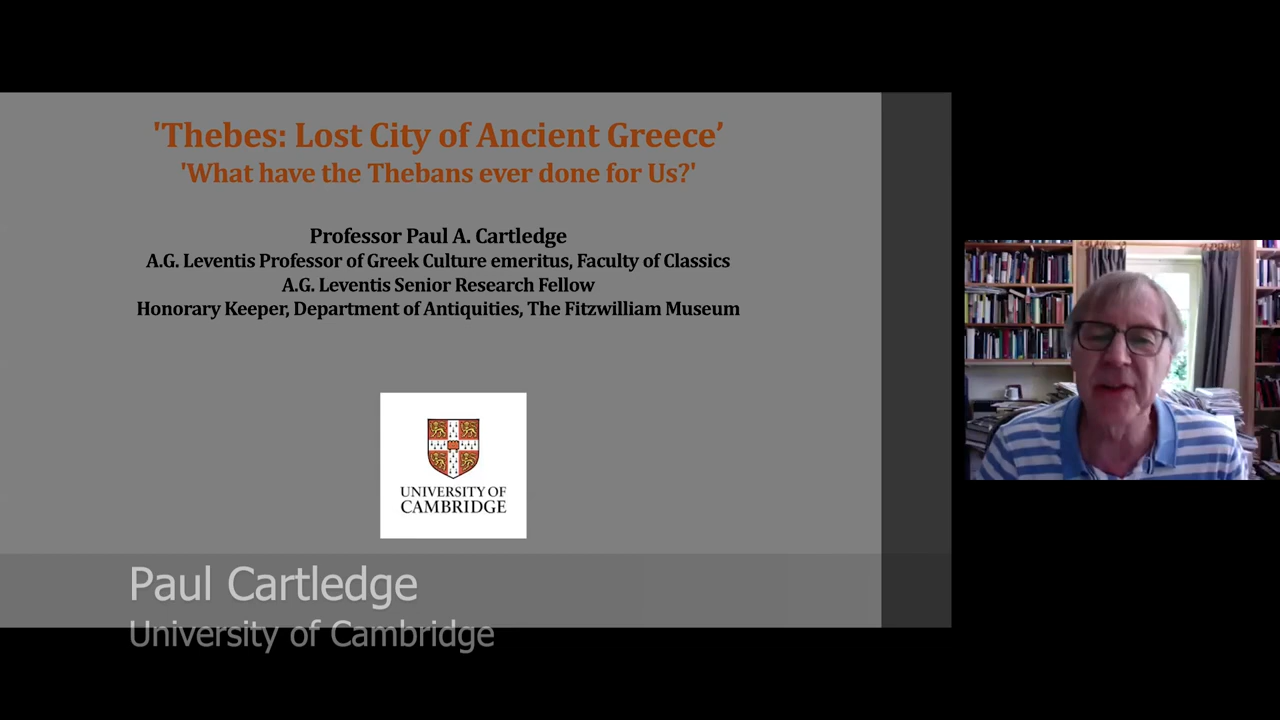 'Thebes: Lost City of Ancient Greece’
'What have the Thebans ever done for Us?'
Professor Paul A. Cartledge
A.G. Leventis Professor of Greek Culture emeritus, Faculty of Classics
A.G. Leventis Senior Research Fellow
Honorary Keeper, Department of Antiquities, The Fitzwilliam Museum
UNIVERSITY OF
CAMBRIDGE
Paul Cartledge
University of Cambridge